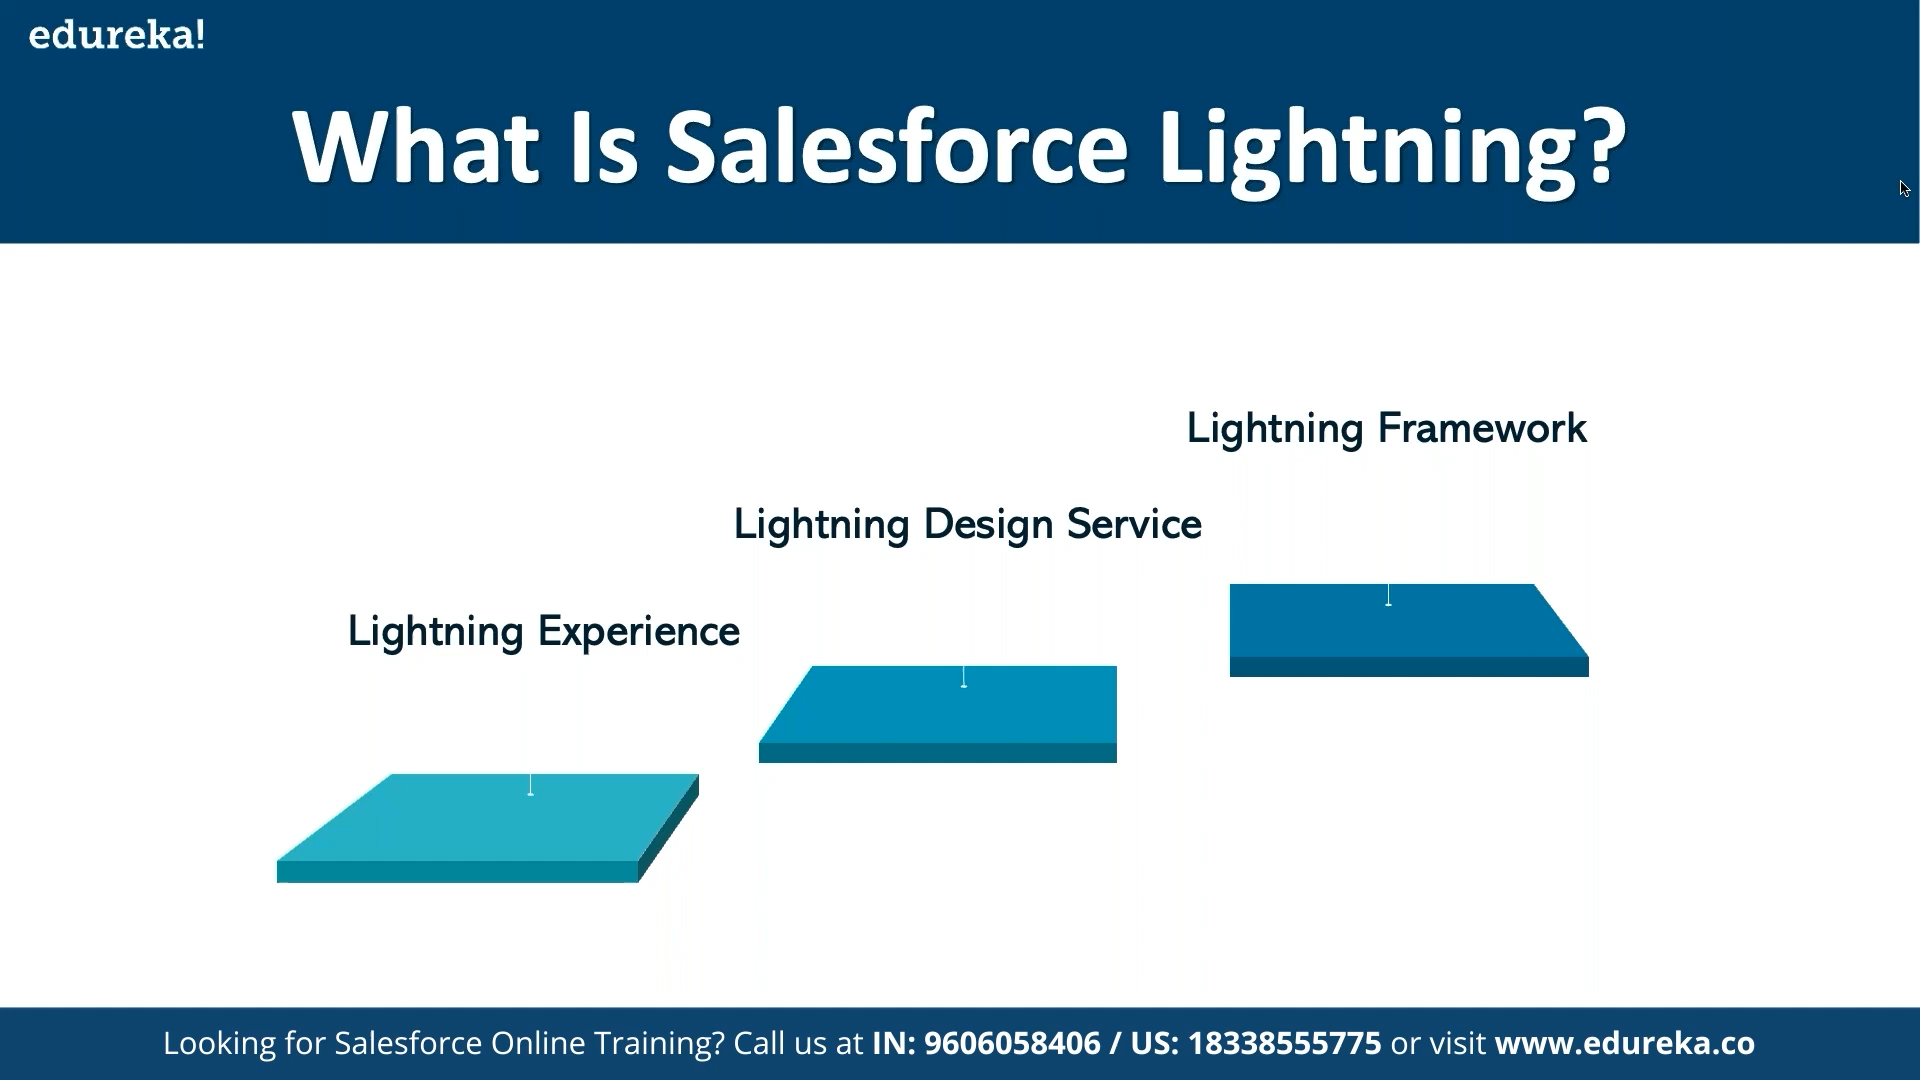 edureka!
What Is Salesforce Lightning?
Lightning Framework
Lightning Design Service
Lightning Experience
Looking for Salesforce Online Training? Call us at IN: 9606058406 / US: 18338555775 or visit www.edureka.co